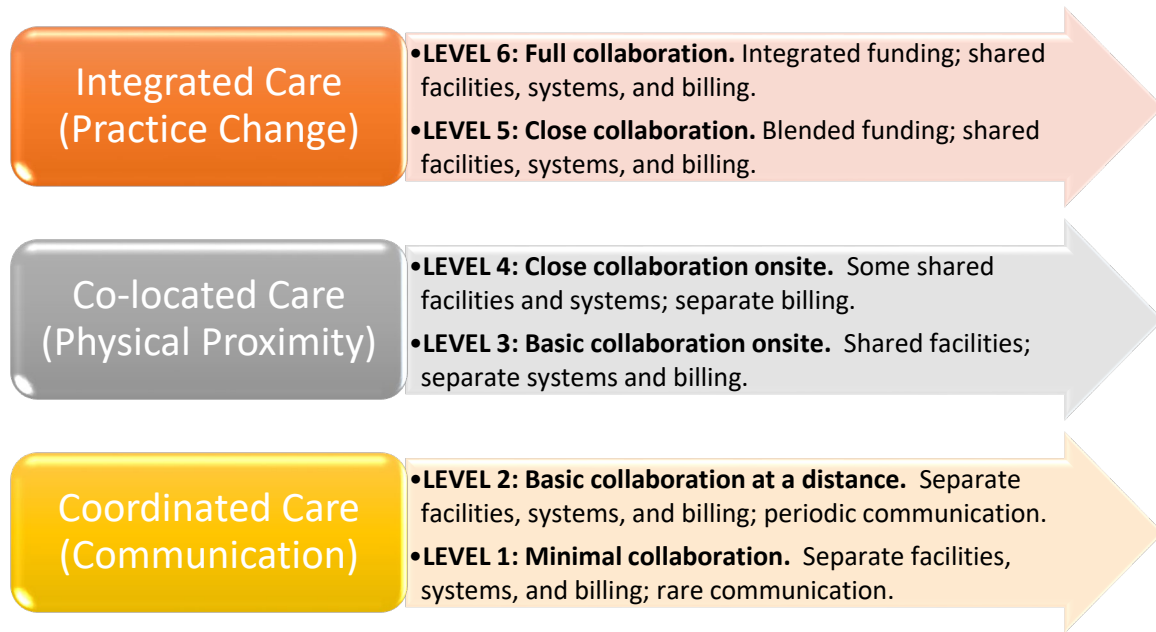 Integrated Care
(Practice Change)
•LEVEL 6: Full collaboration. Integrated funding; shared
facilities, systems, and billing.
•LEVEL 5: Close collaboration. Blended funding; shared
facilities, systems, and billing.
Co-located Care
(Physical Proximity)
•LEVEL 4: Close collaboration onsite.  Some shared
facilities and systems; separate billing.
•LEVEL 3: Basic collaboration onsite.  Shared facilities;
separate systems and billing.
Coordinated Care
(Communication)
•LEVEL 2: Basic collaboration at a distance.  Separate
facilities, systems, and billing; periodic communication.
•LEVEL 1: Minimal collaboration.  Separate facilities,
systems, and billing; rare communication.